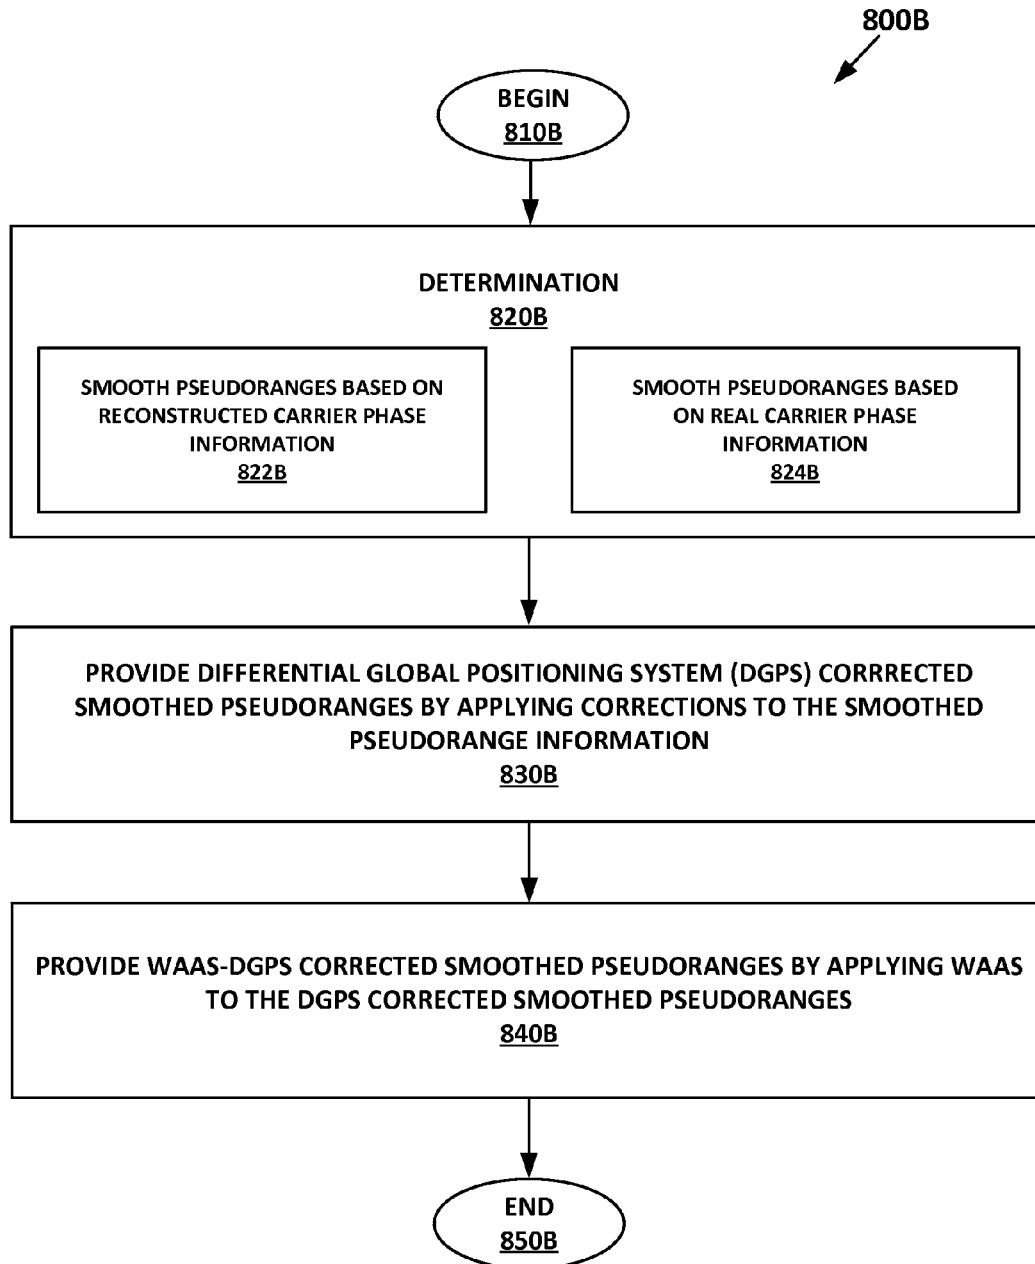 800B
BEGIN
810B
DETERMINATION
820B
SMOOTH PSEUDORANGES BASED ON
RECONSTRUCTED CARRIER PHASE
INFORMATION
822B
SMOOTH PSEUDORANGES BASED
ON REAL CARRIER PHASE
INFORMATION
824B
PROVIDE DIFFERENTIAL GLOBAL POSITIONING SYSTEM (DGPS) CORRRECTED
SMOOTHED PSEUDORANGES BY APPLYING CORRECTIONS TO THE SMOOTHED
PSEUDORANGE INFORMATION
830B
PROVIDE WAAS-DGPS CORRECTED SMOOTHED PSEUDORANGES BY APPLYING WAAS
TO THE DGPS CORRECTED SMOOTHED PSEUDORANGES
840B
END
850B